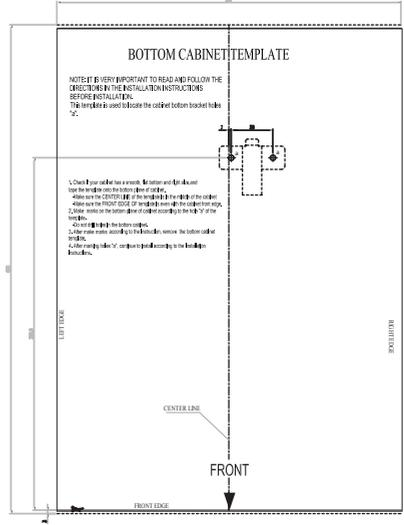 BOTTOM CABINET TEMPLATE
NOTE: IT IS VERY IMPORTANT TO READ AND FOLLOW THE
DIRECTIONS IN THE INSTALLATION INSTRUCTIONS
BEFORE INSTALLATION.
This template is used to locate the cabinet bottom bracket holes
"a".
a
a
1. Check if your cabinet has a smooth, flat bottom and right sides, and
tape the template onto the bottom plane of cabinet.
•Make sure the CENTER LINE of the template is in the middle of the cabinet
•Make sure the FRONT EDGE OF template is even with the cabinet front edge.
2. Make marks on the bottom plane of cabinet according to the hole "a" of the
template.
•Do not drill holes in the bottom cabinet.
3. After make marks according to the instruction, remove the bottom cabinet
template.
4. After marking holes "a", continue to install according to the installation
instructions.
LEFT EDGE
RIGHT EDGE
CENTER LINE
FRONT
FRONT EDGE